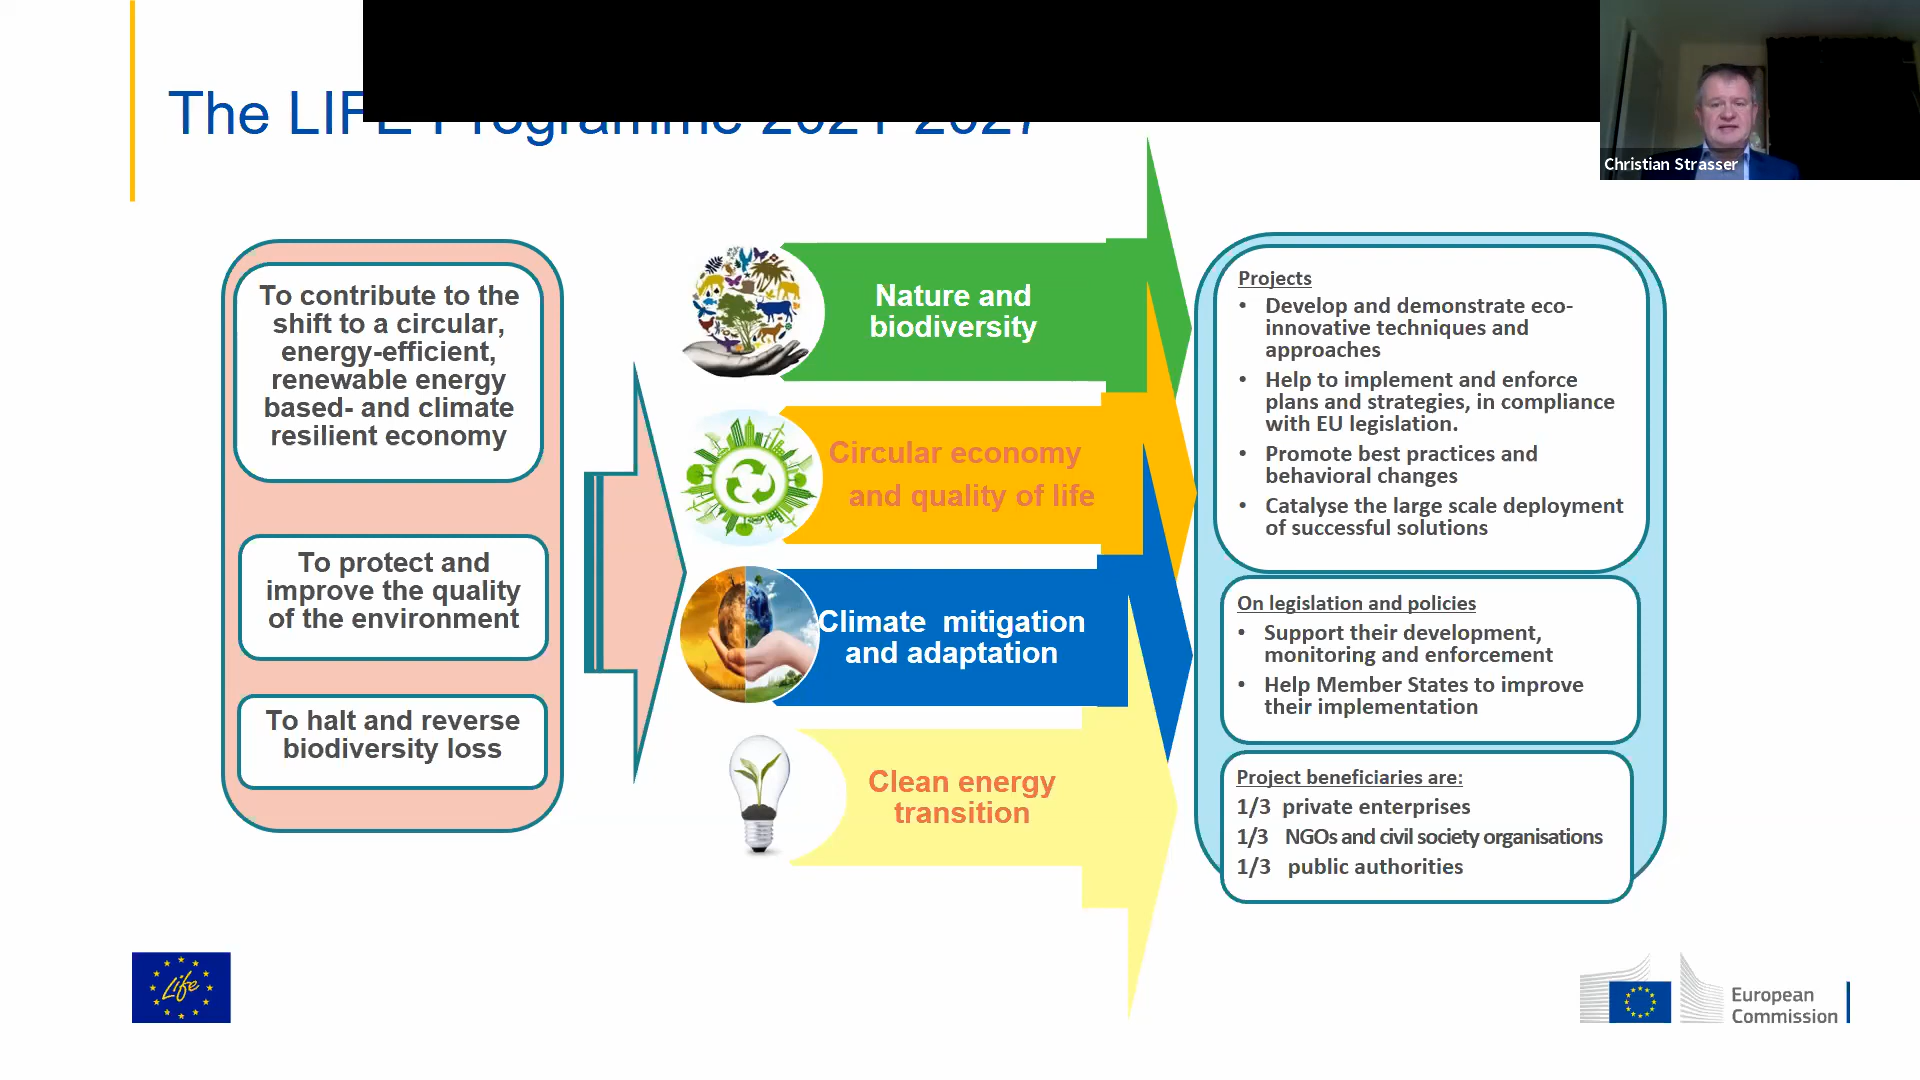 The LIFE Programme 2021-2027
Christian Strasser
To contribute to the
shift to a circular,
energy-efficient,
renewable energy
based- and climate
resilient economy
To protect and
improve the quality
of the environment
To halt and reverse
biodiversity loss
Nature and
biodiversity
Circular economy
and quality of life
Climate mitigation
and adaptation
Clean energy
transition
Projects
• Develop and demonstrate eco-
innovative techniques and
approaches
• Help to implement and enforce
plans and strategies, in compliance
with EU legislation.
• Promote best practices and
behavioral changes
• Catalyse the large scale deployment
of successful solutions
On legislation and policies
• Support their development,
monitoring and enforcement
• Help Member States to improve
their implementation
Project beneficiaries are:
1/3 private enterprises
1/3 NGOs and civil society organisations
1/3 public authorities
Life
European
Commission